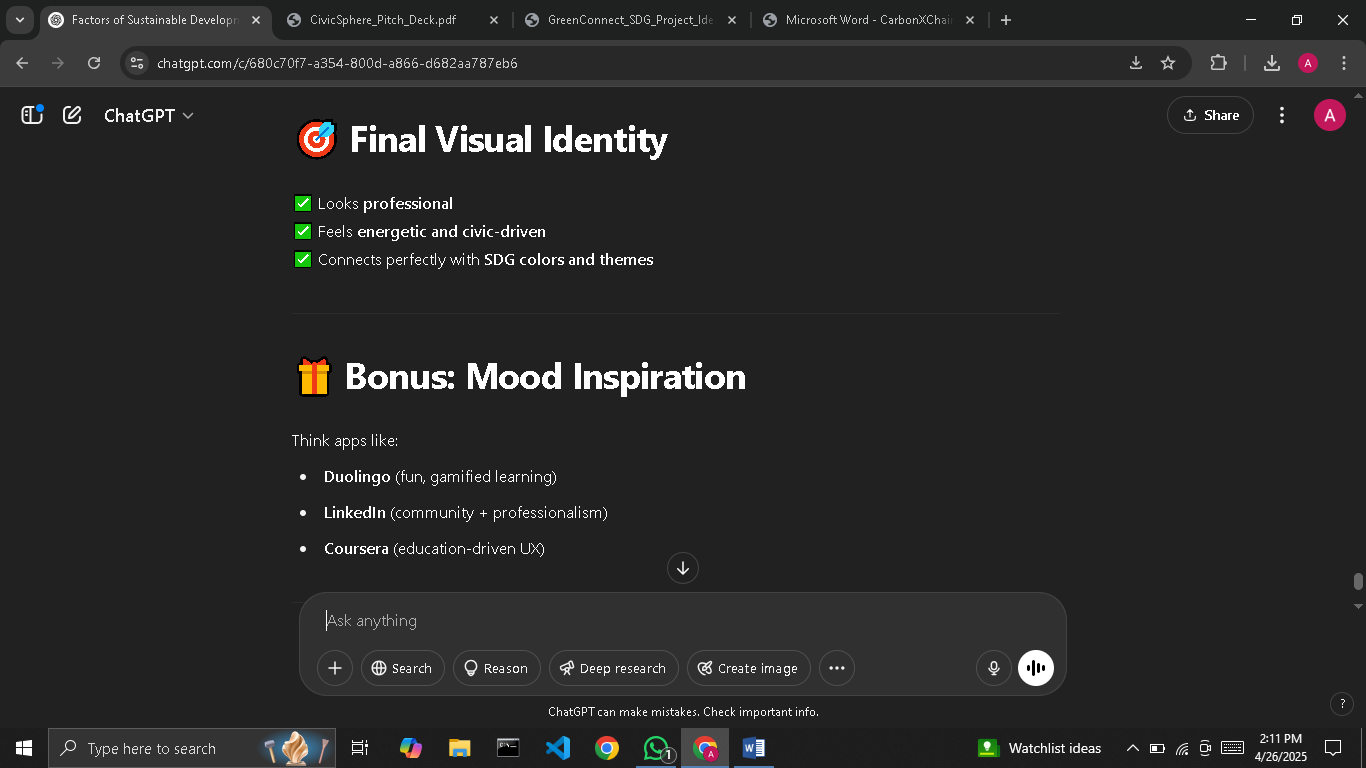 Factors of Sustainable Developm
CivicSphere_Pitch_Deck.pdf
GreenConnect_SDG_Project_Ide
Microsoft Word - CarbonXChain
chatgpt.com/c/680c70f7-a354-800d-a866-d682aa787eb6
A
ChatGPT
Share
A
Final Visual Identity
Looks professional
Feels energetic and civic-driven
Connects perfectly with SDG colors and themes
Bonus: Mood Inspiration
Think apps like:
Duolingo (fun, gamified learning)
LinkedIn (community + professionalism)
Coursera (education-driven UX)
Ask anything
Search
Reason
Deep research
Create image
ChatGPT can make mistakes. Check important info.
?
Type here to search
1
A
Watchlist ideas
2:11 PM
4/26/2025